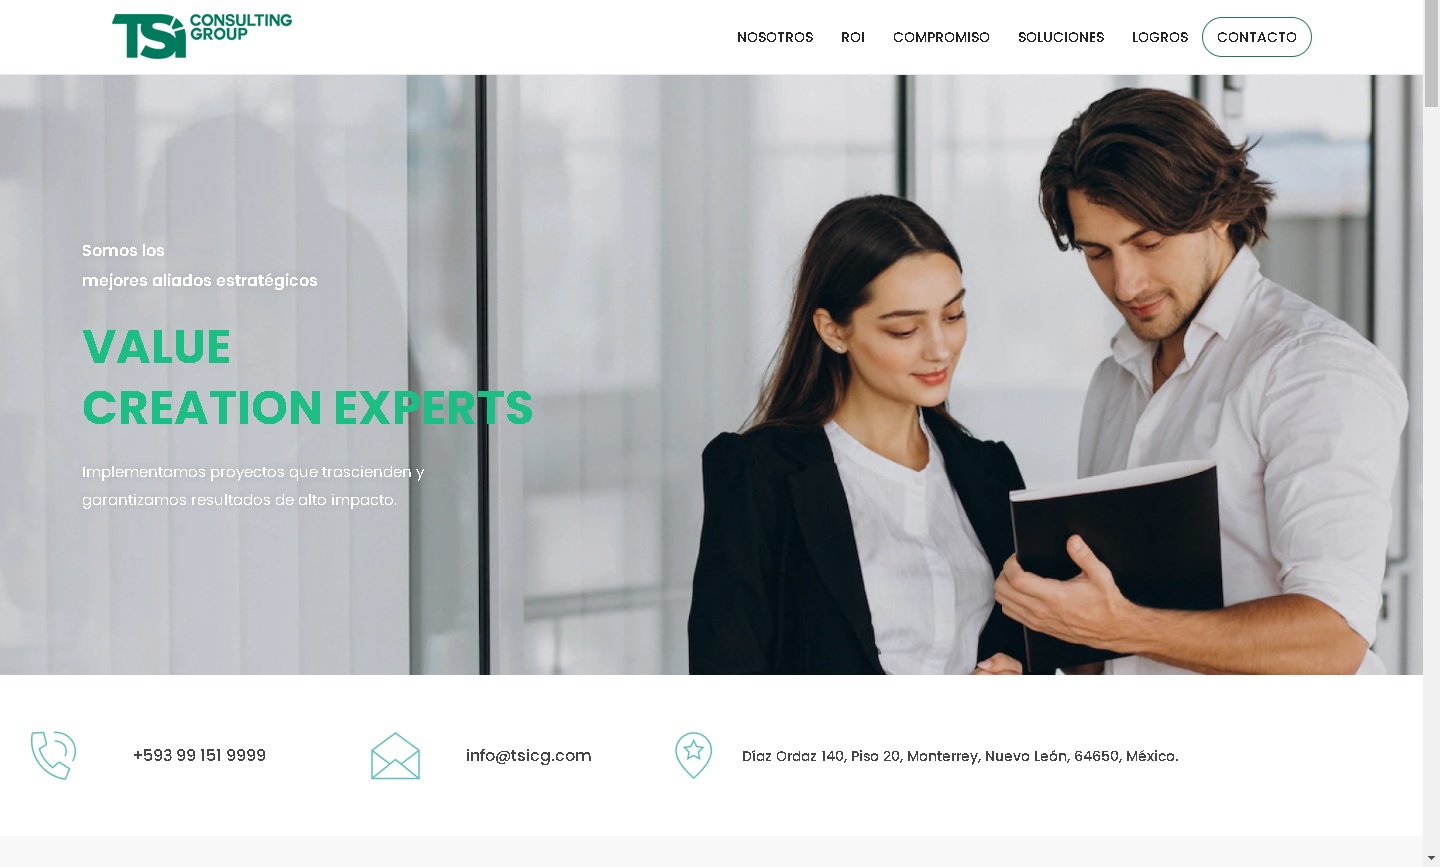 TSi CONSULTING
GROUP
NOSOTROS ROI COMPROMISO SOLUCIONES LOGROS CONTACTO
Somos los
mejores aliados estratégicos
VALUE
CREATION EXPERTS
Implementamos proyectos que trascienden y
garantizamos resultados de alto impacto.
+593 99 151 9999
info@tsicg.com
Díaz Ordaz 140, Piso 20, Monterrey, Nuevo León, 64650, México.